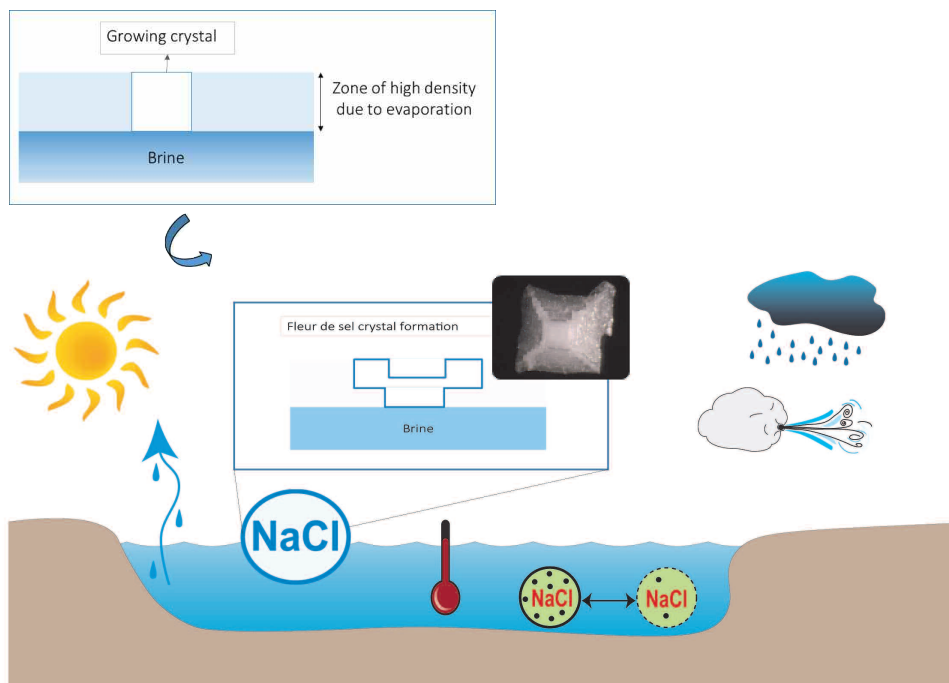 Growing crystal
Zone of high density
due to evaporation
Brine
Fleur de sel crystal formation
Brine
NaCl
NaCl
NaCl